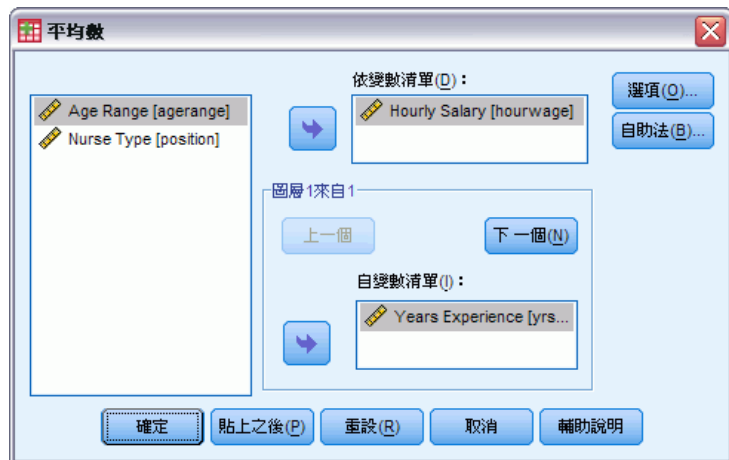 平均數
Age Range [agerange]
Nurse Type [position]
依變數清單(D)：
Hourly Salary [hourwage]
選項(O)...
自助法(B)...
圖層1來自1
上一個
下一個(N)
自變數清單(I)：
Years Experience [yrs...
確定
貼上之後(P)
重設(R)
取消
輔助說明